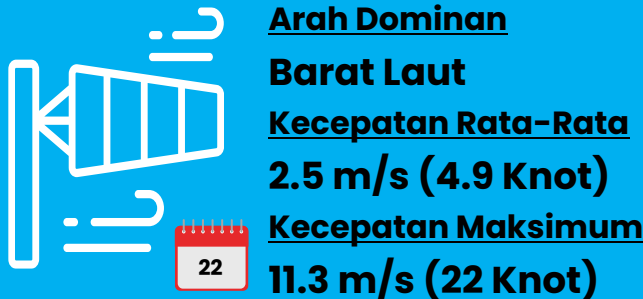 Arah Dominan
Barat Laut
Kecepatan Rata-Rata
2.5 m/s (4.9 Knot)
Kecepatan Maksimum
22
11.3 m/s (22 Knot)